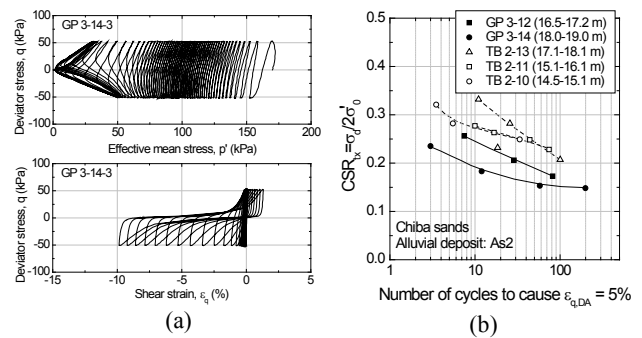 GP 3-14-3
Deviator stress, q (kPa)
100
50
0
-50
-100
0 50 100 150 200
Effective mean stress, p' (kPa)
GP 3-14-3
Deviator stress, q (kPa)
100
50
0
-50
-100
-15 -10 -5 0 5
Shear strain, εq (%)
(a)
CSRtx=σd/2σ'0
0.5
0.4
0.3
0.2
0.1
0.0
GP 3-12 (16.5-17.2 m)
GP 3-14 (18.0-19.0 m)
TB 2-13 (17.1-18.1 m)
TB 2-11 (15.1-16.1 m)
TB 2-10 (14.5-15.1 m)
Chiba sands
Alluvial deposit: As2
1 10 100
Number of cycles to cause εq,DA = 5%
(b)